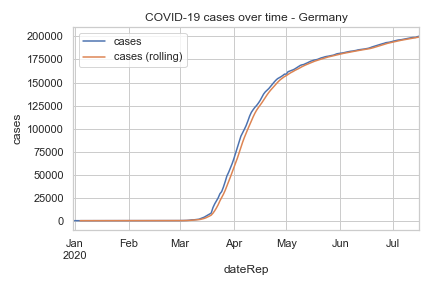 COVID-19 cases over time - Germany
cases
cases (rolling)
200000
175000
150000
125000
100000
75000
50000
25000
0
cases
Jan Feb Mar Apr May Jun Jul
2020
dateRep